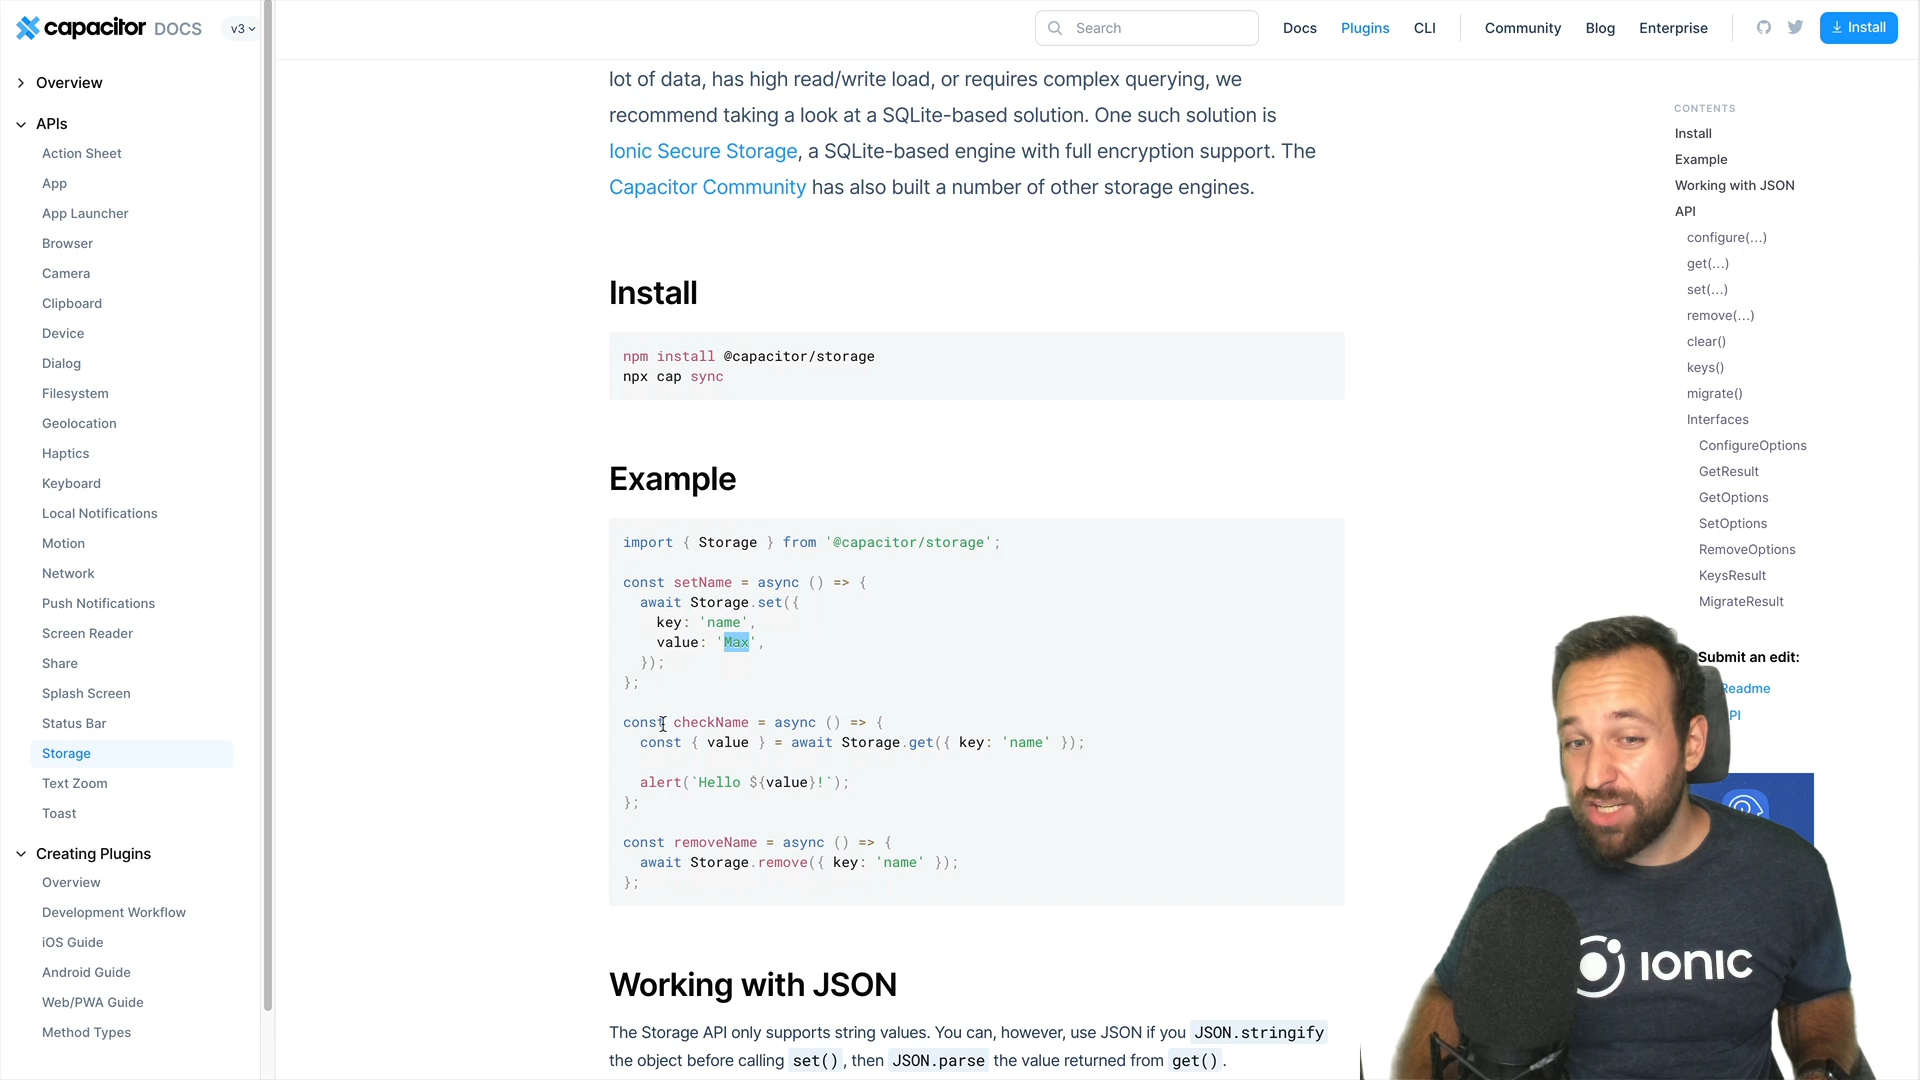 capacitor DOCS
v3
Search
Docs
Plugins
CLI
Community
Blog
Enterprise
Install
Overview
APIs
Action Sheet
App
App Launcher
Browser
Camera
Clipboard
Device
Dialog
Filesystem
Geolocation
Haptics
Keyboard
Local Notifications
Motion
Network
Push Notifications
Screen Reader
Share
Splash Screen
Status Bar
Storage
Text Zoom
Toast
Creating Plugins
Overview
Development Workflow
iOS Guide
Android Guide
Web/PWA Guide
Method Types
lot of data, has high read/write load, or requires complex querying, we
recommend taking a look at a SQLite-based solution. One such solution is
Ionic Secure Storage, a SQLite-based engine with full encryption support. The
Capacitor Community has also built a number of other storage engines.
Install
npm install @capacitor/storage
npx cap sync
Example
import { Storage } from '@capacitor/storage';
const setName = async () => {
  await Storage.set({
    key: 'name',
    value: 'Max',
  });
};
const checkName = async () => {
  const { value } = await Storage.get({ key: 'name' });
  alert(`Hello ${value}!`);
};
const removeName = async () => {
  await Storage.remove({ key: 'name' });
};
Working with JSON
The Storage API only supports string values. You can, however, use JSON if you JSON.stringify
the object before calling set(), then JSON.parse the value returned from get().
CONTENTS
Install
Example
Working with JSON
API
configure(...)
get(...)
set(...)
remove(...)
clear()
keys()
migrate()
Interfaces
ConfigureOptions
GetResult
GetOptions
SetOptions
RemoveOptions
KeysResult
MigrateResult
Submit an edit:
Readme
PI
IONIC